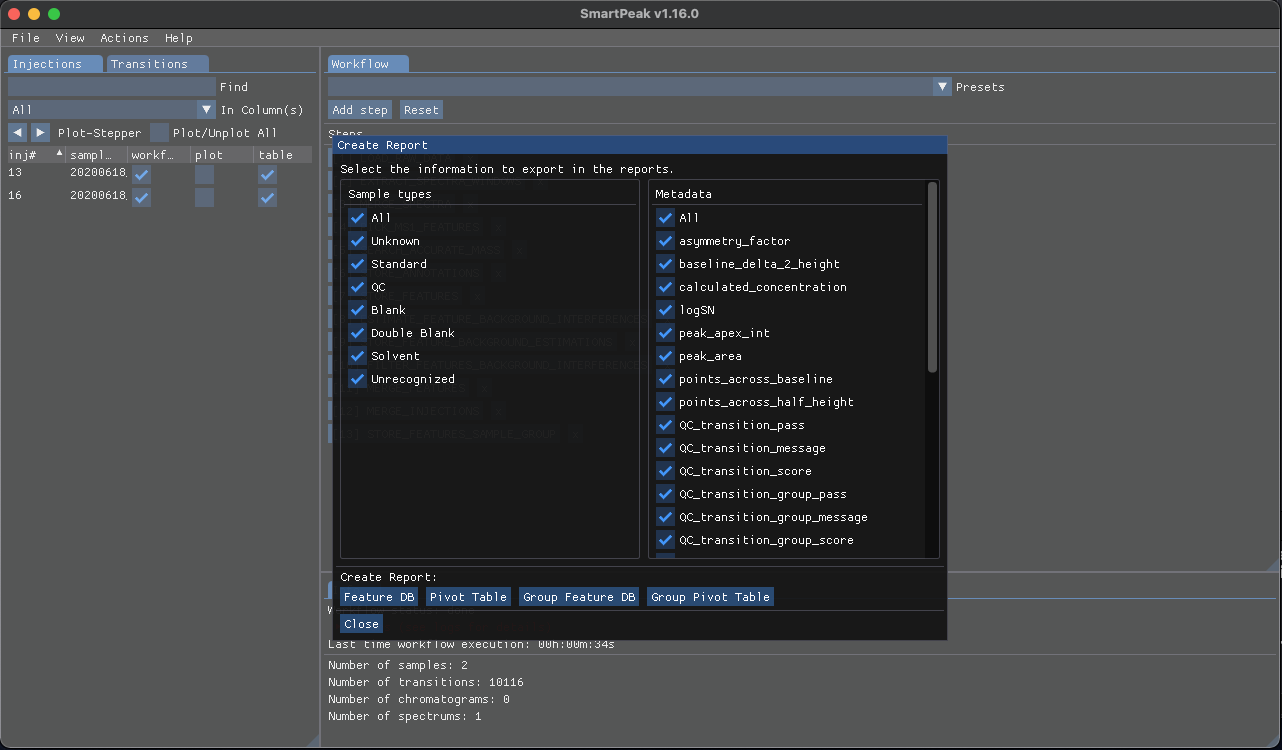 SmartPeak v1.16.0
File View Actions Help
Injections Transitions
Find
All In Column(s)
Plot-Stepper Plot/Unplot All
inj# sampl… workf… plot table
13 20200618
16 20200618
Workflow
Presets
Add step Reset
Steps
Create Report
Select the information to export in the reports.
Sample types
All
Unknown
Standard
QC
Blank
Double Blank
Solvent
Unrecognized
Metadata
All
asymmetry_factor
baseline_delta_2_height
calculated_concentration
logSN
peak_apex_int
peak_area
points_across_baseline
points_across_half_height
QC_transition_pass
QC_transition_message
QC_transition_score
QC_transition_group_pass
QC_transition_group_message
QC_transition_group_score
Create Report:
Feature DB Pivot Table Group Feature DB Group Pivot Table
Close
Last time workflow execution: 00h:00m:34s
Number of samples: 2
Number of transitions: 10116
Number of chromatograms: 0
Number of spectrums: 1